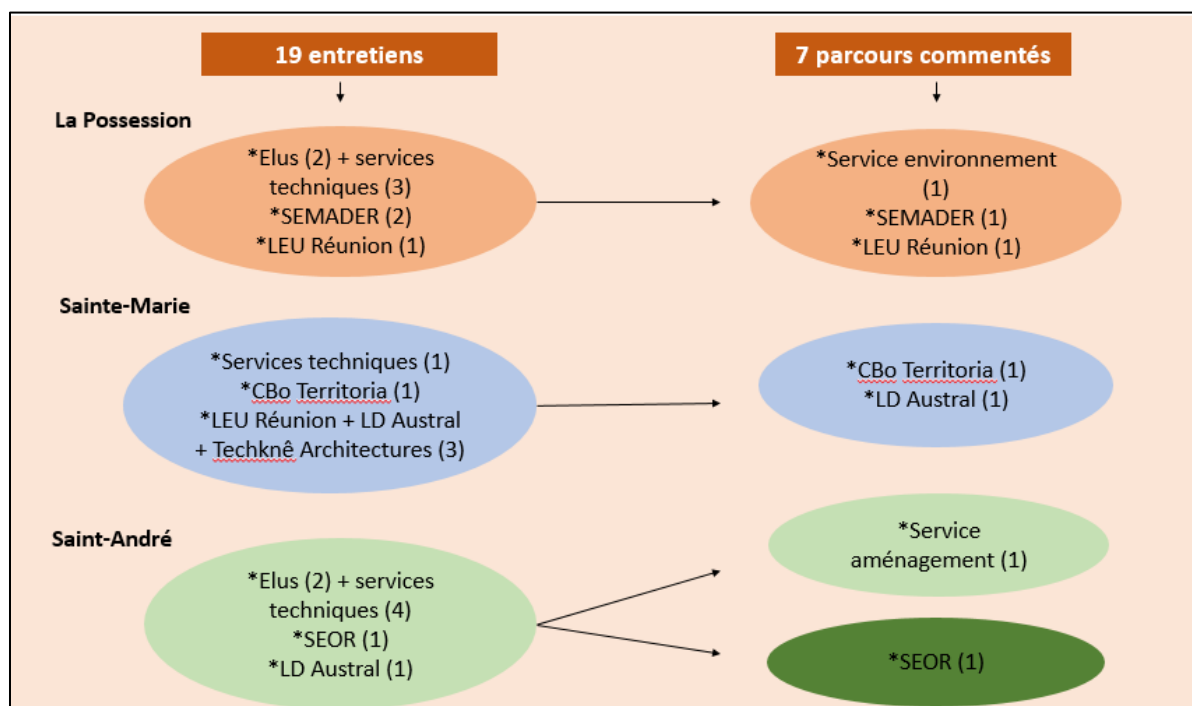 19 entretiens
7 parcours commentés
La Possession
*Elus (2) + services
techniques (3)
*SEMADER (2)
*LEU Réunion (1)
*Service environnement
(1)
*SEMADER (1)
*LEU Réunion (1)
Sainte-Marie
*Services techniques (1)
*CBo Territoria (1)
*LEU Réunion + LD Austral
+ Techknê Architectures (3)
*CBo Territoria (1)
*LD Austral (1)
Saint-André
*Elus (2) + services
techniques (4)
*SEOR (1)
*LD Austral (1)
*Service
aménagement (1)
*SEOR (1)